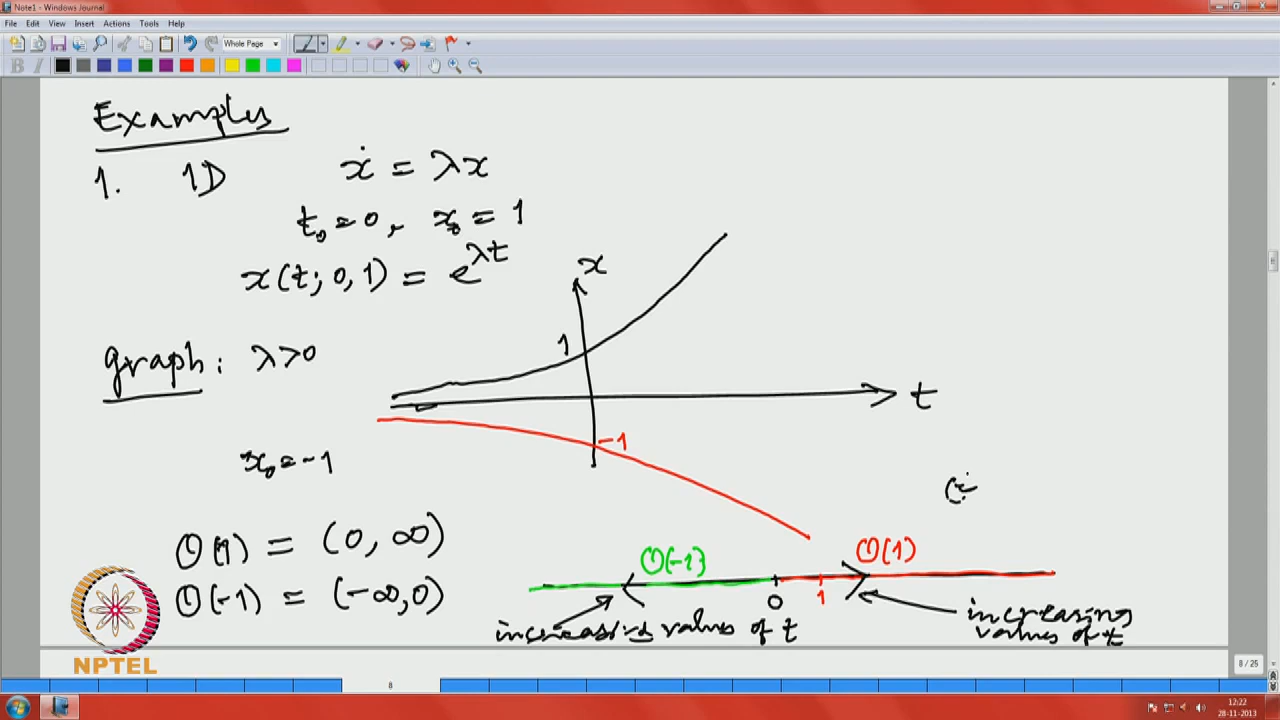 Note1 - Windows Journal
File Edit View Insert Actions Tools Help
Whole Page
B I
Examples
1. 1D ẋ = λx
t₀ = 0, x₀ = 1
x(t; 0, 1) = e^{λt}
x
1
graph: λ>0
t
-1
x₀ = -1
(ẋ
O(1) = (0, ∞)
O(-1) O(1)
O(-1) = (-∞, 0)
0 1
increasing values of t
increasing values of t
NPTEL
8 / 25
8
12:22
28-11-2013